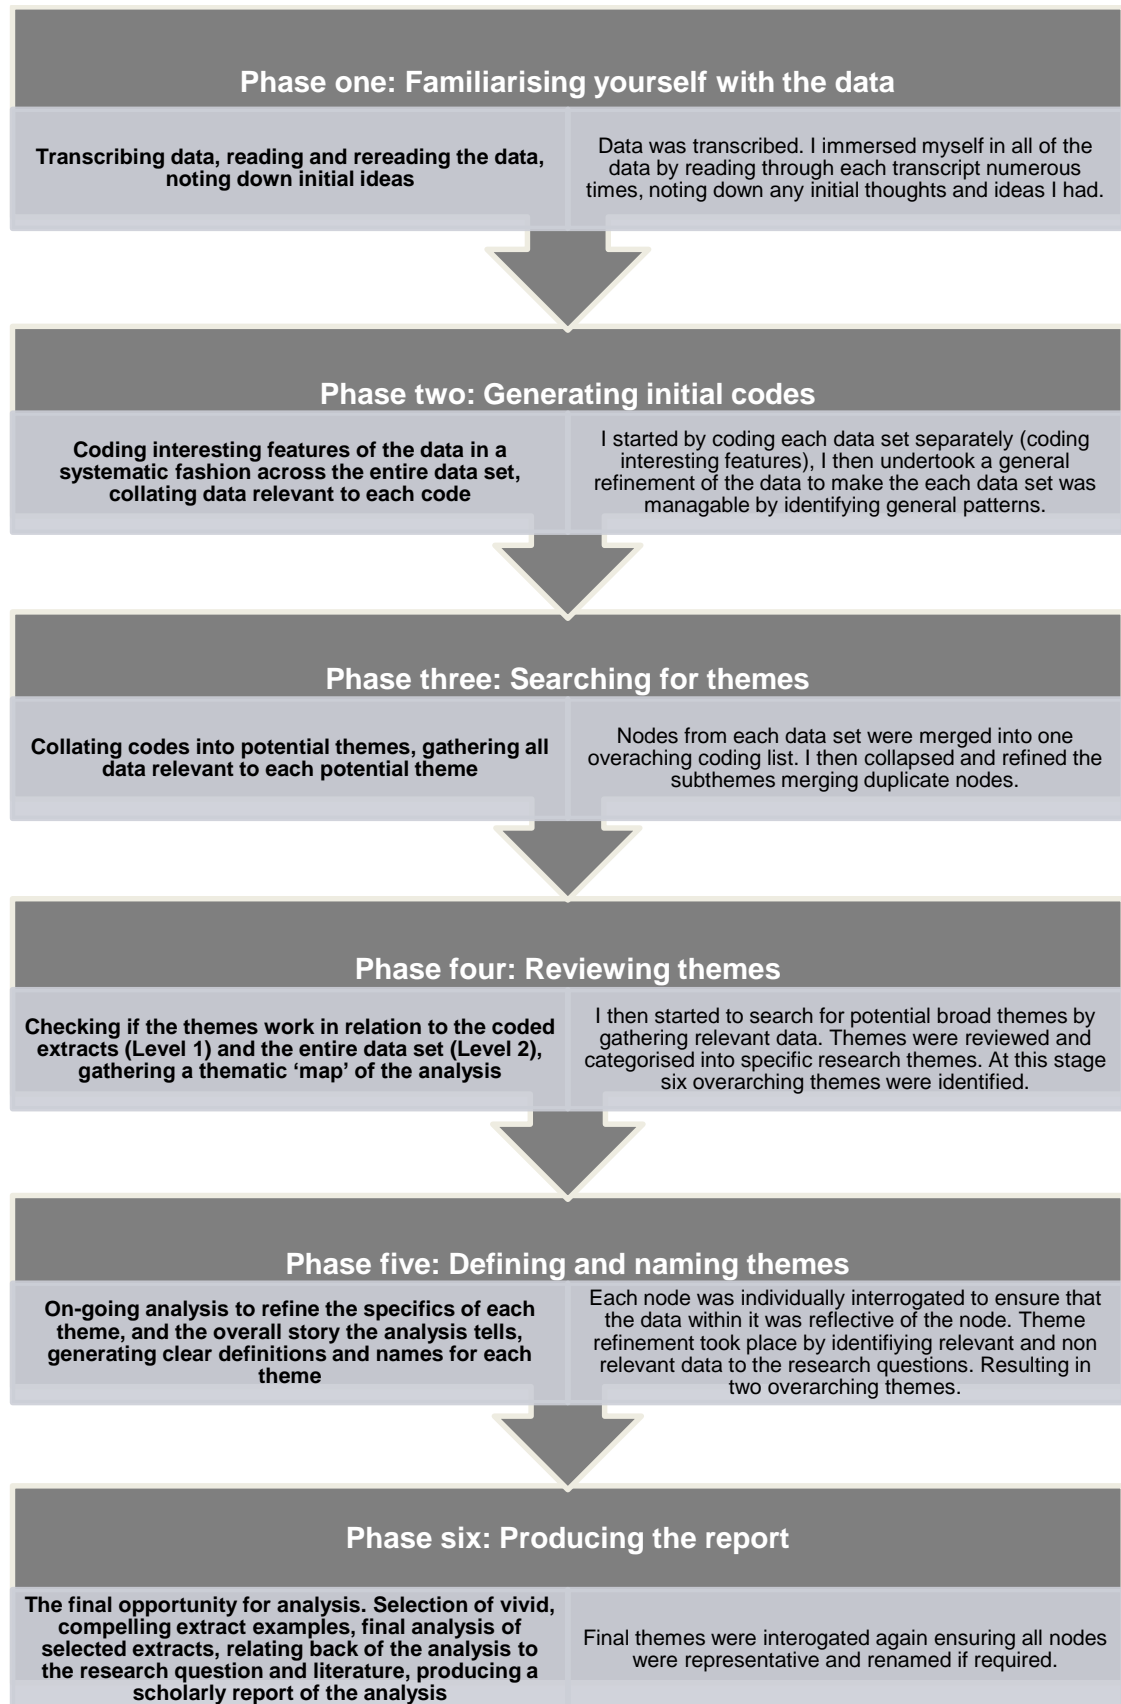 Phase one: Familiarising yourself with the data
Transcribing data, reading and rereading the data,
noting down initial ideas
Data was transcribed. I immersed myself in all of the
data by reading through each transcript numerous
times, noting down any initial thoughts and ideas I had.
Phase two: Generating initial codes
Coding interesting features of the data in a
systematic fashion across the entire data set,
collating data relevant to each code
I started by coding each data set separately (coding
interesting features), I then undertook a general
refinement of the data to make the each data set was
managable by identifying general patterns.
Phase three: Searching for themes
Collating codes into potential themes, gathering all
data relevant to each potential theme
Nodes from each data set were merged into one
overaching coding list. I then collapsed and refined the
subthemes merging duplicate nodes.
Phase four: Reviewing themes
Checking if the themes work in relation to the coded
extracts (Level 1) and the entire data set (Level 2),
gathering a thematic ‘map’ of the analysis
I then started to search for potential broad themes by
gathering relevant data. Themes were reviewed and
categorised into specific research themes. At this stage
six overarching themes were identified.
Phase five: Defining and naming themes
On-going analysis to refine the specifics of each
theme, and the overall story the analysis tells,
generating clear definitions and names for each
theme
Each node was individually interrogated to ensure that
the data within it was reflective of the node. Theme
refinement took place by identifiying relevant and non
relevant data to the research questions. Resulting in
two overarching themes.
Phase six: Producing the report
The final opportunity for analysis. Selection of vivid,
compelling extract examples, final analysis of
selected extracts, relating back of the analysis to
the research question and literature, producing a
scholarly report of the analysis
Final themes were interogated again ensuring all nodes
were representative and renamed if required.